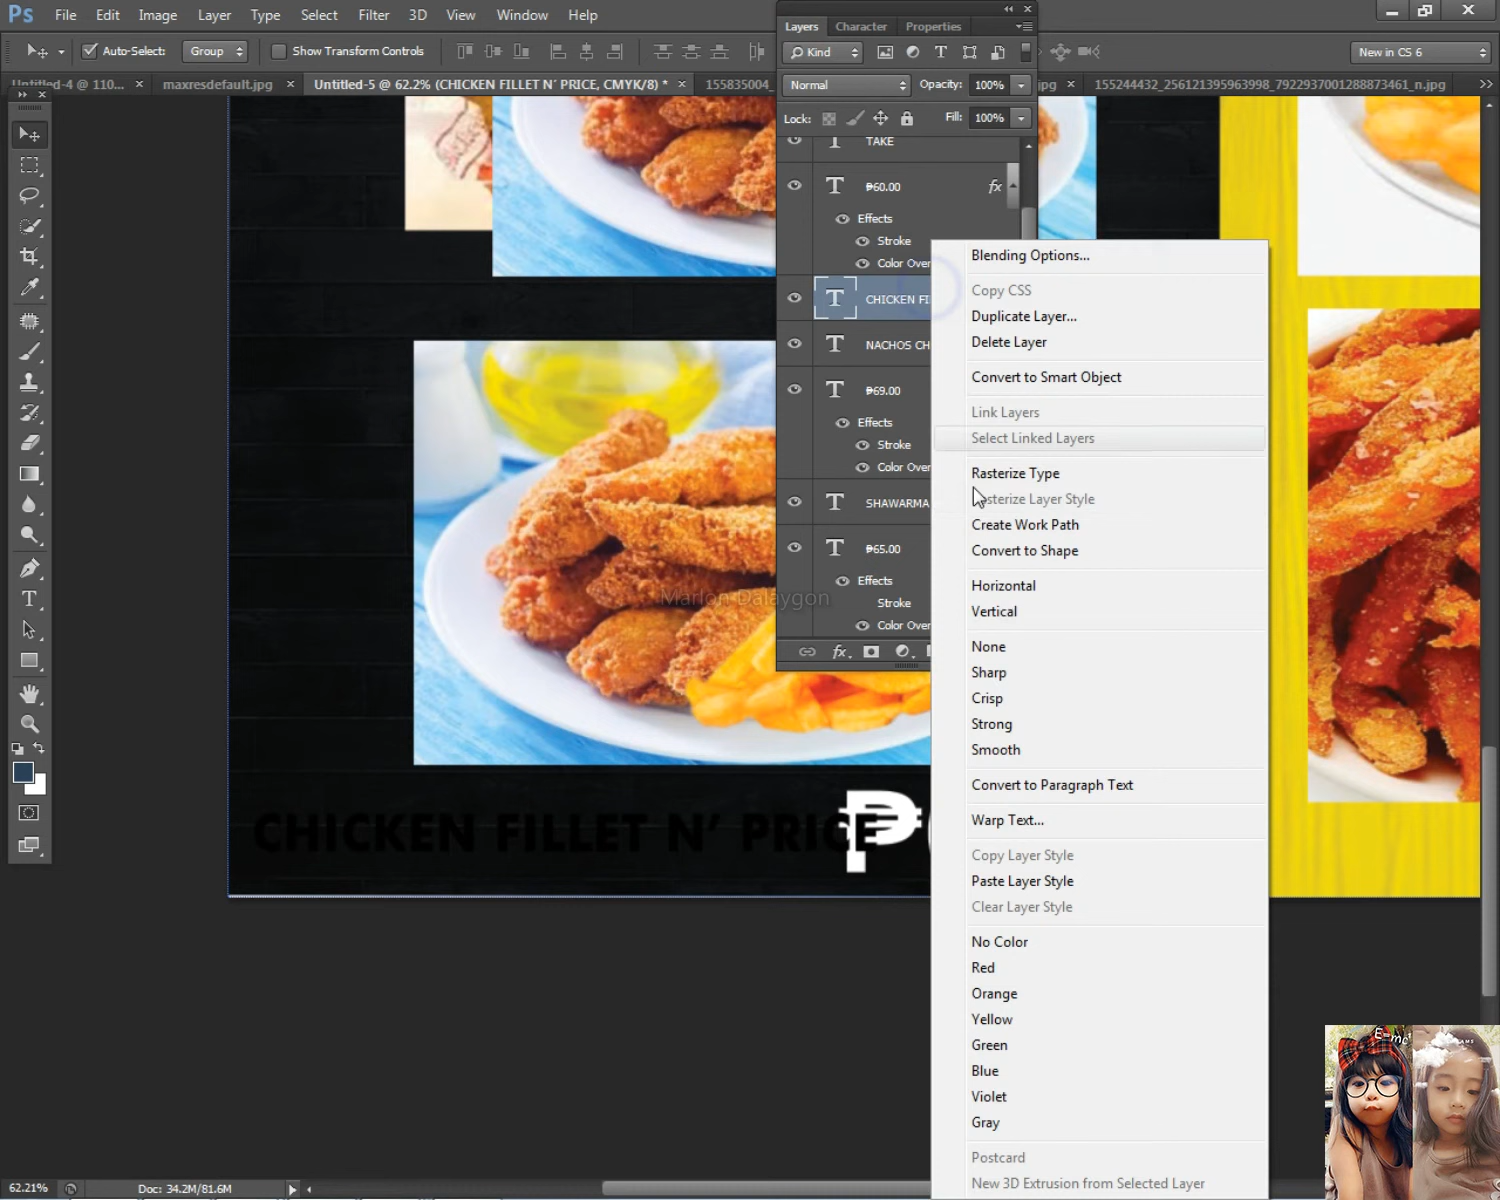 Ps File Edit Image Layer Type Select Filter 3D View Window Help
Auto-Select: Group Show Transform Controls New in CS 6
Untitled-4 @ 110... × maxresdefault.jpg × Untitled-5 @ 62.2% (CHICKEN FILLET N' PRICE, CMYK/8) * × 155835004_ pg × 155244432_256121395963998_7922937001288873461_n.jpg
Layers Character Properties
Kind
Normal Opacity: 100%
Lock: Fill: 100%
TAKE
₱60.00 fx
Effects
Stroke
Color Over
CHICKEN FI
NACHOS CH
₱69.00
Effects
Stroke
Color Over
SHAWARMA
₱65.00
Effects
Stroke
Color Over
fx
Blending Options...
Copy CSS
Duplicate Layer...
Delete Layer
Convert to Smart Object
Link Layers
Select Linked Layers
Rasterize Type
sterize Layer Style
Create Work Path
Convert to Shape
Horizontal
Vertical
None
Sharp
Crisp
Strong
Smooth
Convert to Paragraph Text
Warp Text...
Copy Layer Style
Paste Layer Style
Clear Layer Style
No Color
Red
Orange
Yellow
Green
Blue
Violet
Gray
Postcard
New 3D Extrusion from Selected Layer
Marlon Dalaygon
CHICKEN FILLET N' PRICE ₱
E=mc²
62.21% Doc: 34.2M/81.6M